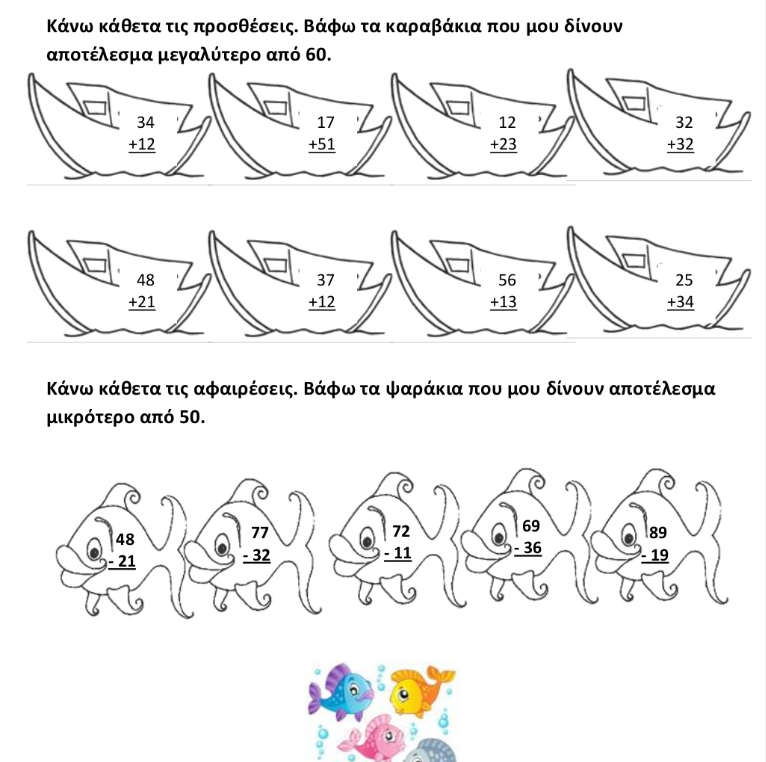 Κάνω κάθετα τις προσθέσεις. Βάφω τα καραβάκια που μου δίνουν
αποτέλεσμα μεγαλύτερο από 60.
34 17 12 32
+12 +51 +23 +32
48 37 56 25
+21 +12 +13 +34
Κάνω κάθετα τις αφαιρέσεις. Βάφω τα ψαράκια που μου δίνουν αποτέλεσμα
μικρότερο από 50.
48 77 72 69 89
- 21 - 32 - 11 - 36 - 19